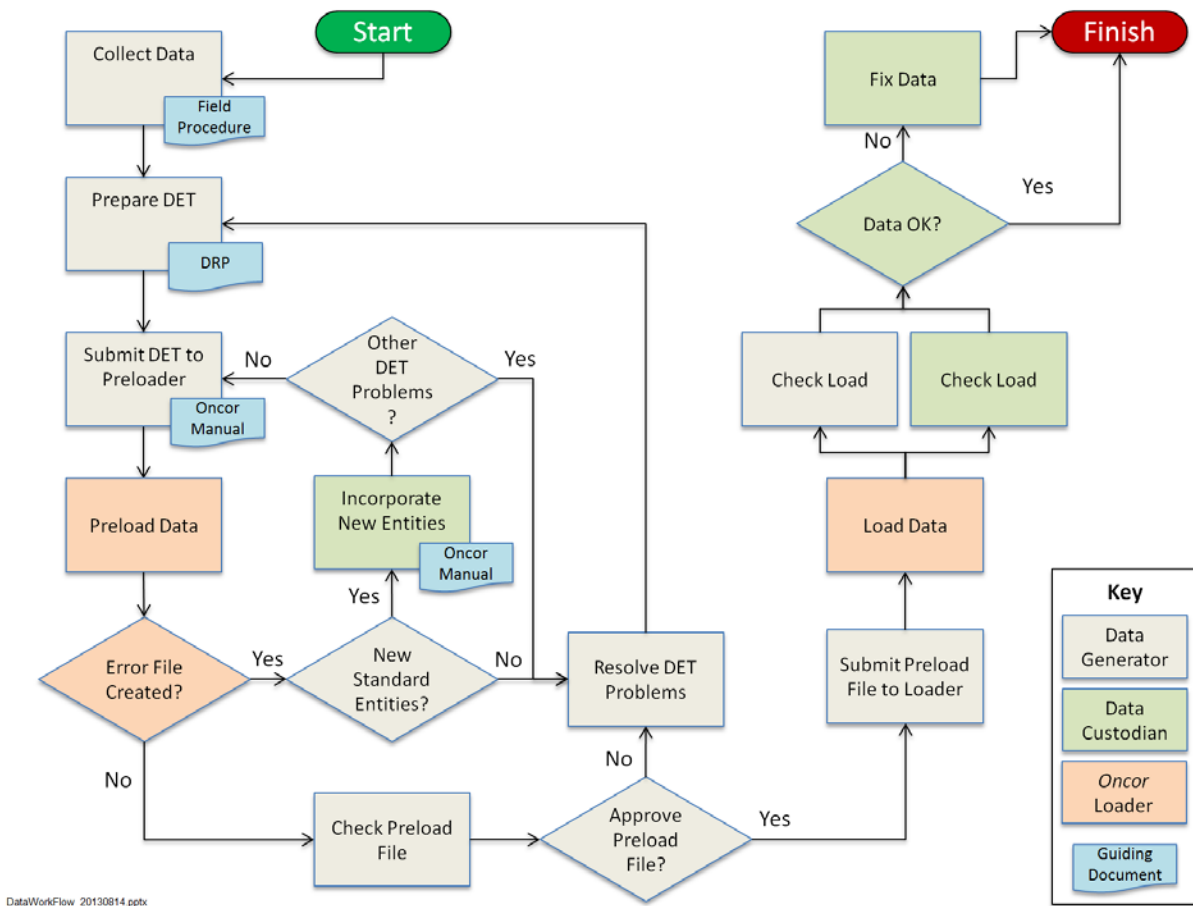 Start
Collect Data
Field
Procedure
Prepare DET
DRP
Submit DET to
Preloader
Oncor
Manual
No
Other
DET
Problems
?
Yes
Preload Data
Incorporate
New Entities
Oncor
Manual
Yes
Error File
Created?
Yes
New
Standard
Entities?
No
Resolve DET
Problems
No
Check Preload
File
No
Approve
Preload
File?
Yes
Submit Preload
File to Loader
Load Data
Check Load
Check Load
Data OK?
No
Yes
Fix Data
Finish
Key
Data
Generator
Data
Custodian
Oncor
Loader
Guiding
Document
DataWorkFlow_20130814.pptx